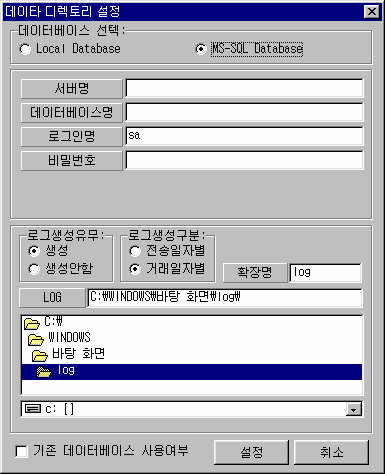 데이타 디렉토리 설정
데이터베이스 선택:
Local Database
MS-SQL Database
서버명
데이터베이스명
로그인명
sa
비밀번호
로그생성유무:
로그생성구분:
생성
전송일자별
생성안함
거래일자별
확장명
log
LOG
C:₩WINDOWS₩바탕 화면₩log₩
C:₩
WINDOWS
바탕 화면
log
c: []
기존 데이터베이스 사용여부
설정
취소